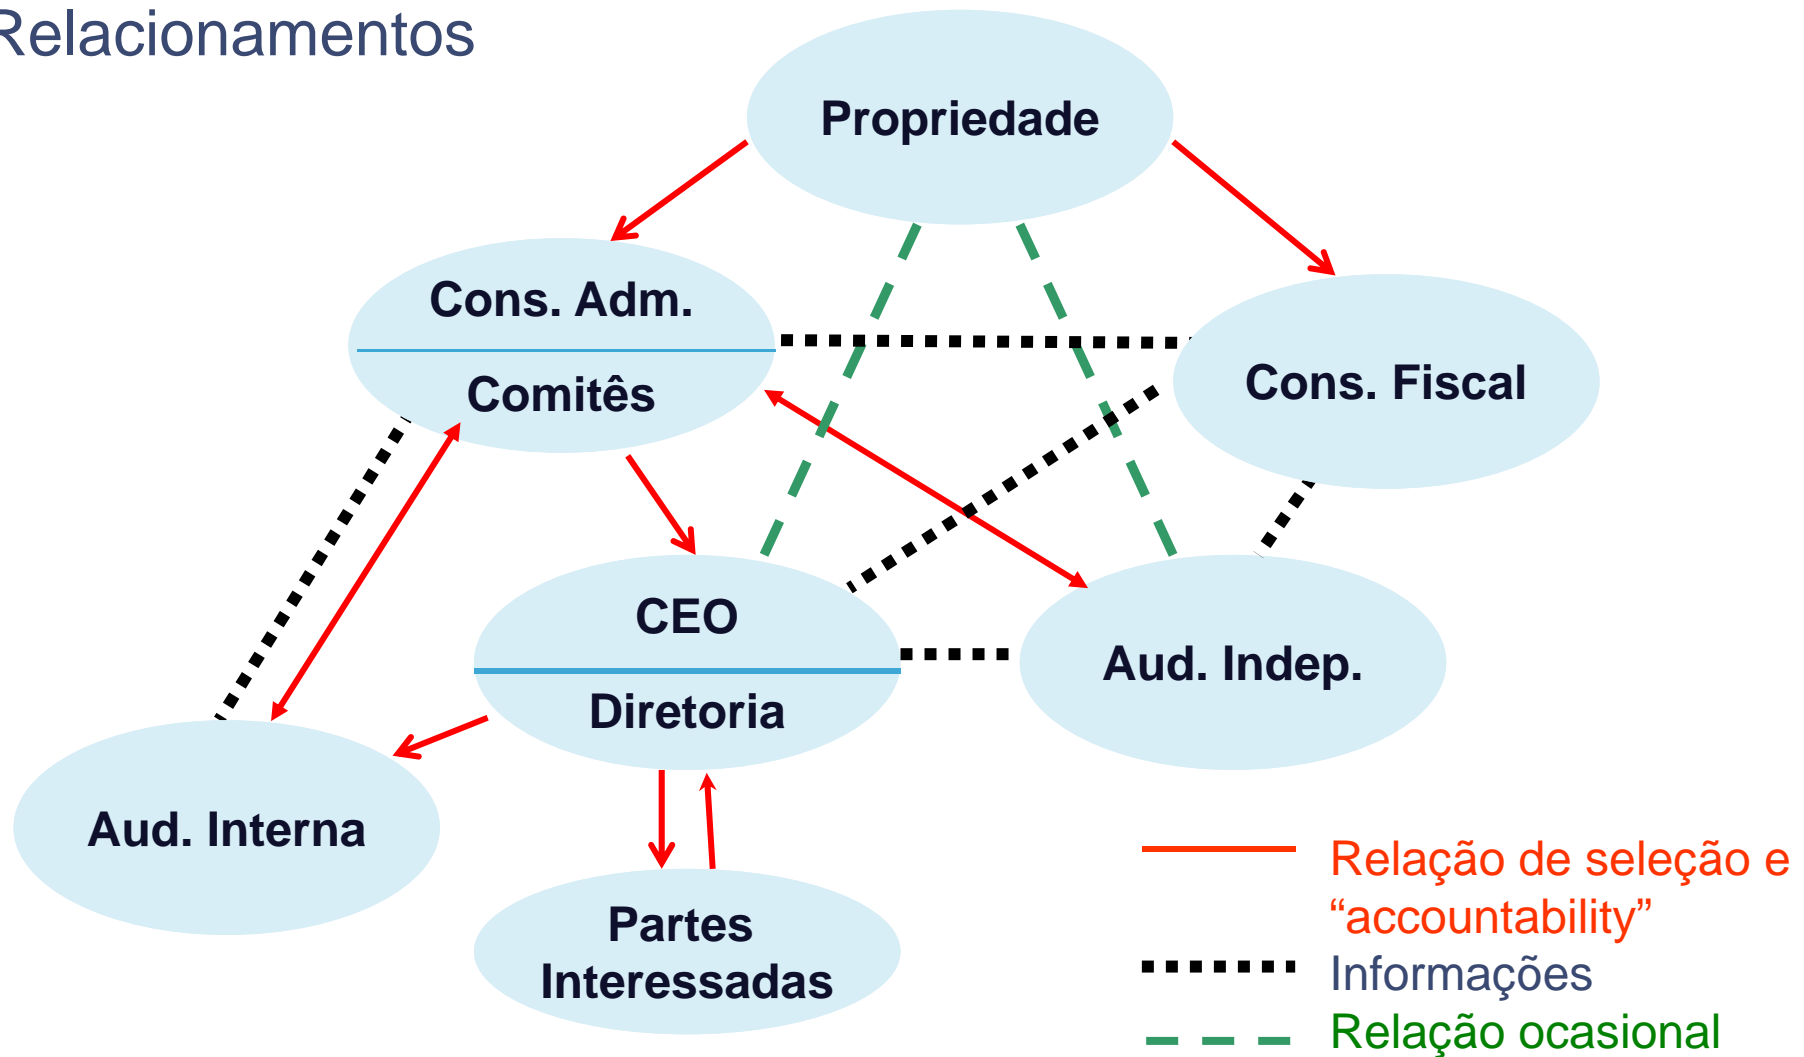 Relacionamentos
Propriedade
Cons. Adm.
Comitês
Cons. Fiscal
CEO
Diretoria
Aud. Indep.
Aud. Interna
Partes
Interessadas
Relação de seleção e
“accountability”
Informações
Relação ocasional